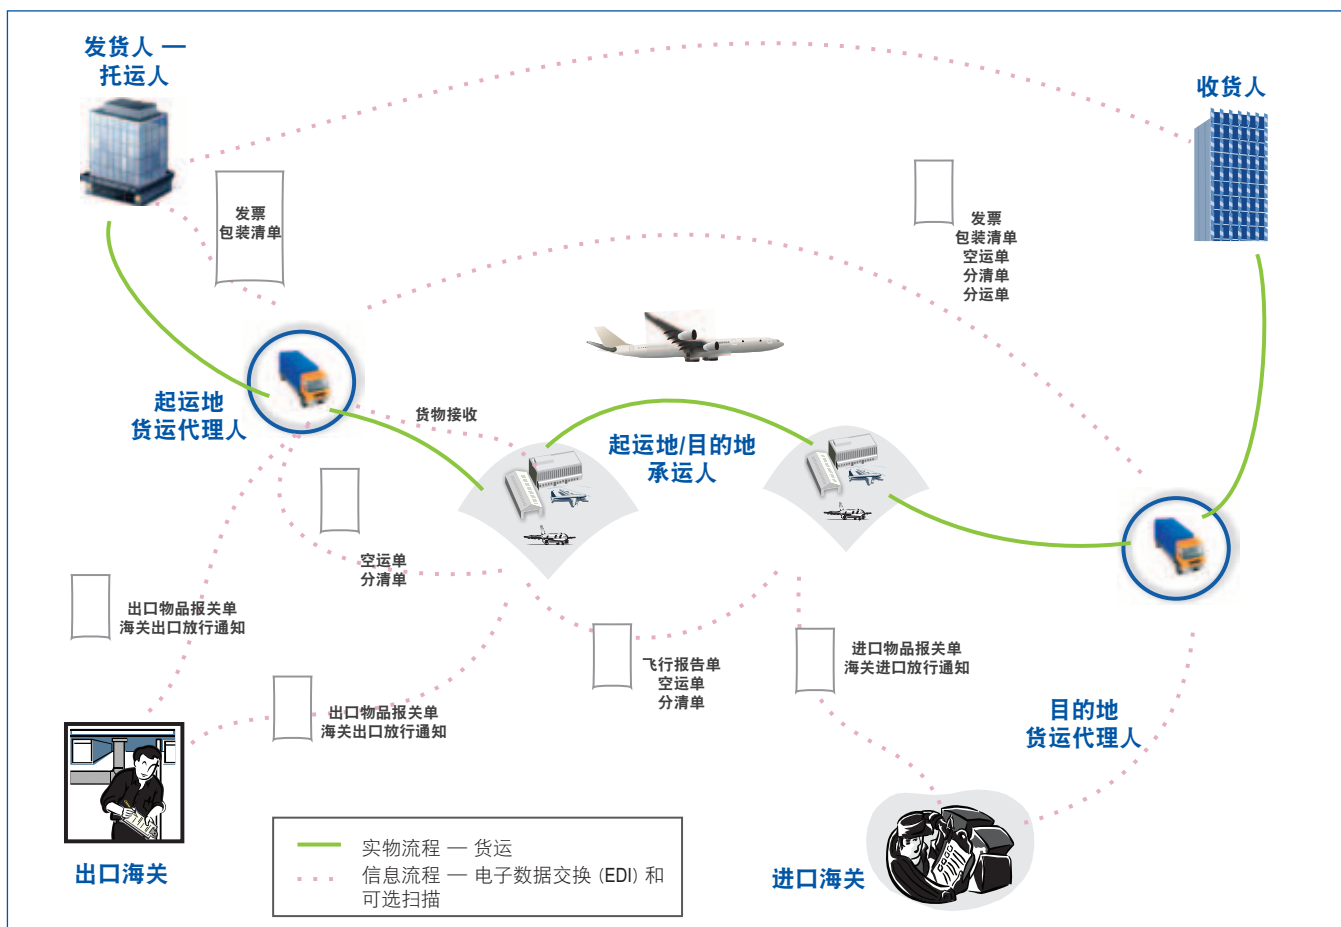 发货人 —
托运人
收货人
发票
包装清单
发票
包装清单
空运单
分清单
分运单
起运地
货运代理人
货物接收
起运地/目的地
承运人
空运单
分清单
出口物品报关单
海关出口放行通知
飞行报告单
空运单
分清单
进口物品报关单
海关进口放行通知
出口物品报关单
海关出口放行通知
目的地
货运代理人
出口海关
进口海关
实物流程 — 货运
信息流程 — 电子数据交换 (EDI) 和
可选扫描